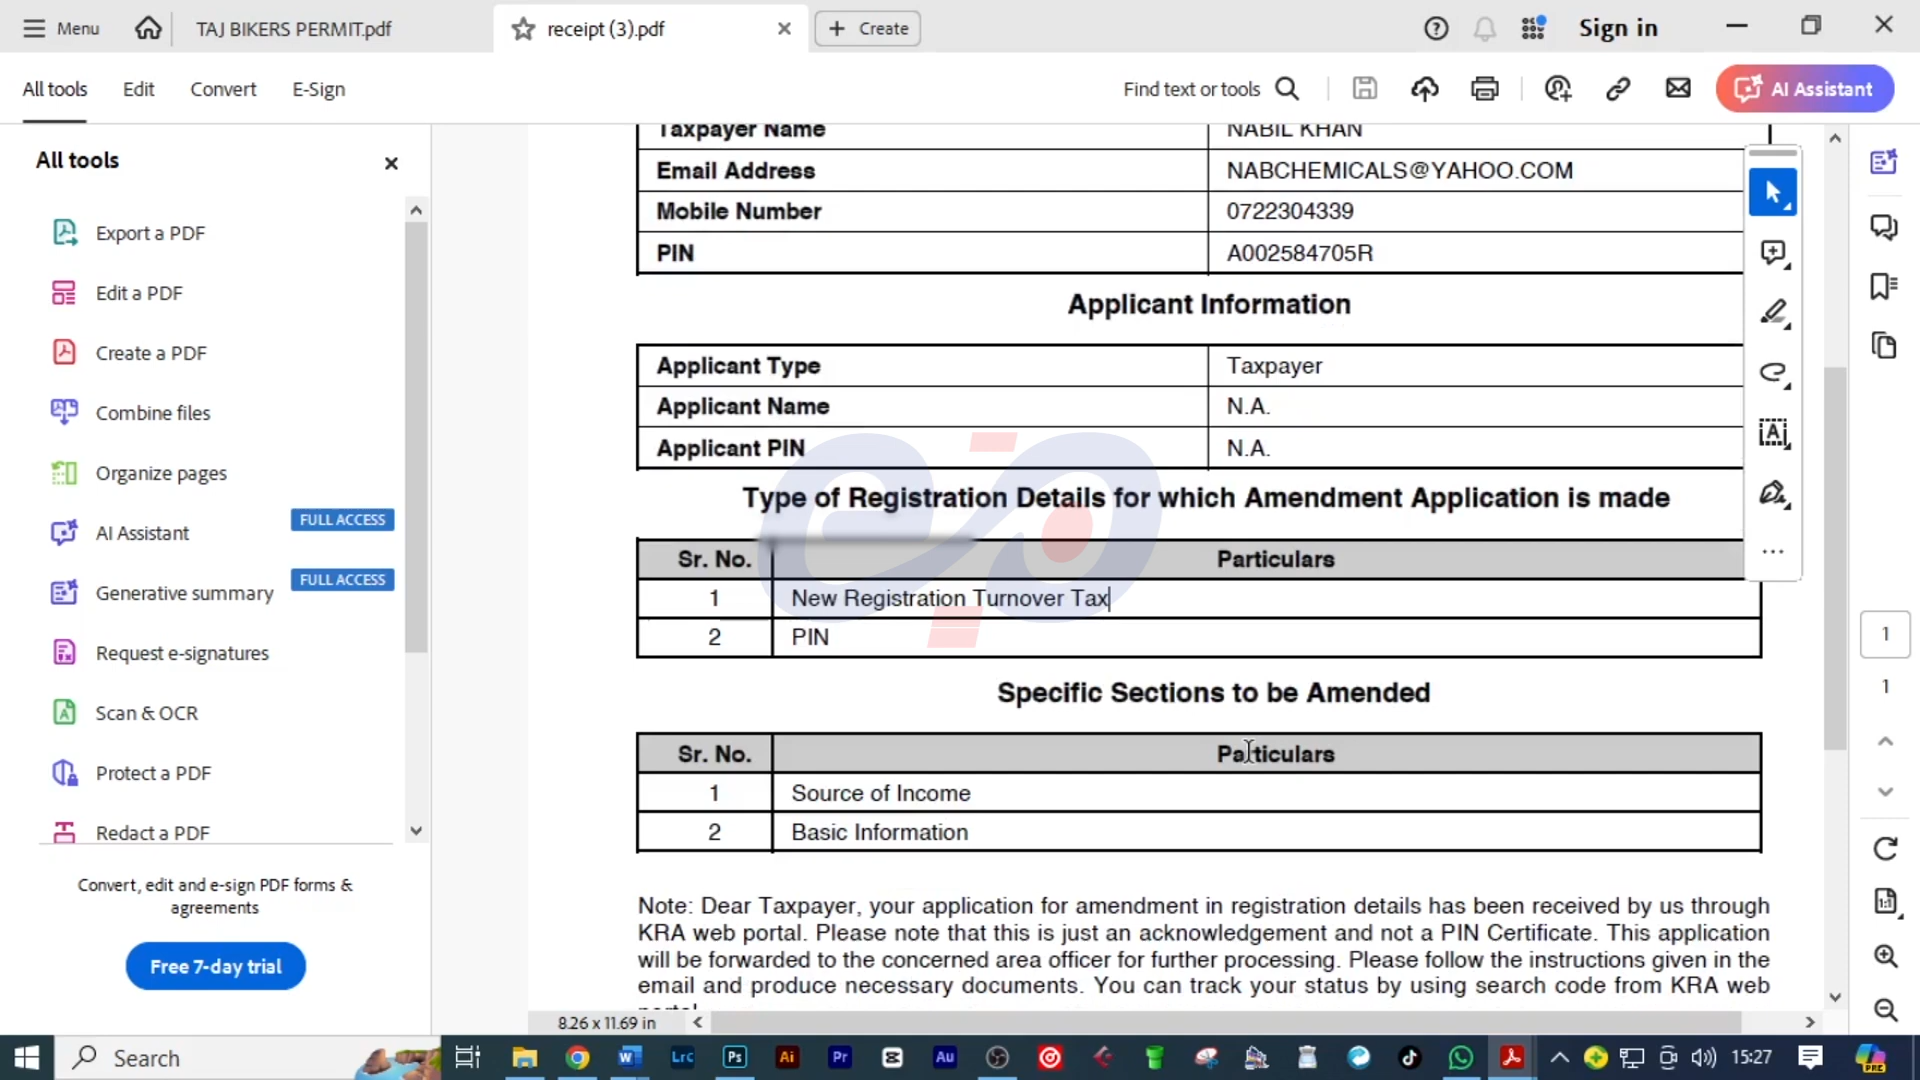 Menu
TAJ BIKERS PERMIT.pdf
receipt (3).pdf
Create
Sign in
All tools
Edit
Convert
E-Sign
Find text or tools
AI Assistant
All tools
Export a PDF
Edit a PDF
Create a PDF
Combine files
Organize pages
AI Assistant FULL ACCESS
Generative summary FULL ACCESS
Request e-signatures
Scan & OCR
Protect a PDF
Redact a PDF
Convert, edit and e-sign PDF forms &
agreements
Free 7-day trial
Taxpayer Name NABIL KHAN
Email Address NABCHEMICALS@YAHOO.COM
Mobile Number 0722304339
PIN A002584705R
Applicant Information
Applicant Type Taxpayer
Applicant Name N.A.
Applicant PIN N.A.
Type of Registration Details for which Amendment Application is made
Sr. No. Particulars
1 New Registration Turnover Tax
2 PIN
Specific Sections to be Amended
Sr. No. Particulars
1 Source of Income
2 Basic Information
Note: Dear Taxpayer, your application for amendment in registration details has been received by us through
KRA web portal. Please note that this is just an acknowledgement and not a PIN Certificate. This application
will be forwarded to the concerned area officer for further processing. Please follow the instructions given in the
email and produce necessary documents. You can track your status by using search code from KRA web
portal
8.26 x 11.69 in
1
1
Search
Lrc
Ps
Ai
Pr
Au
15:27
PRE